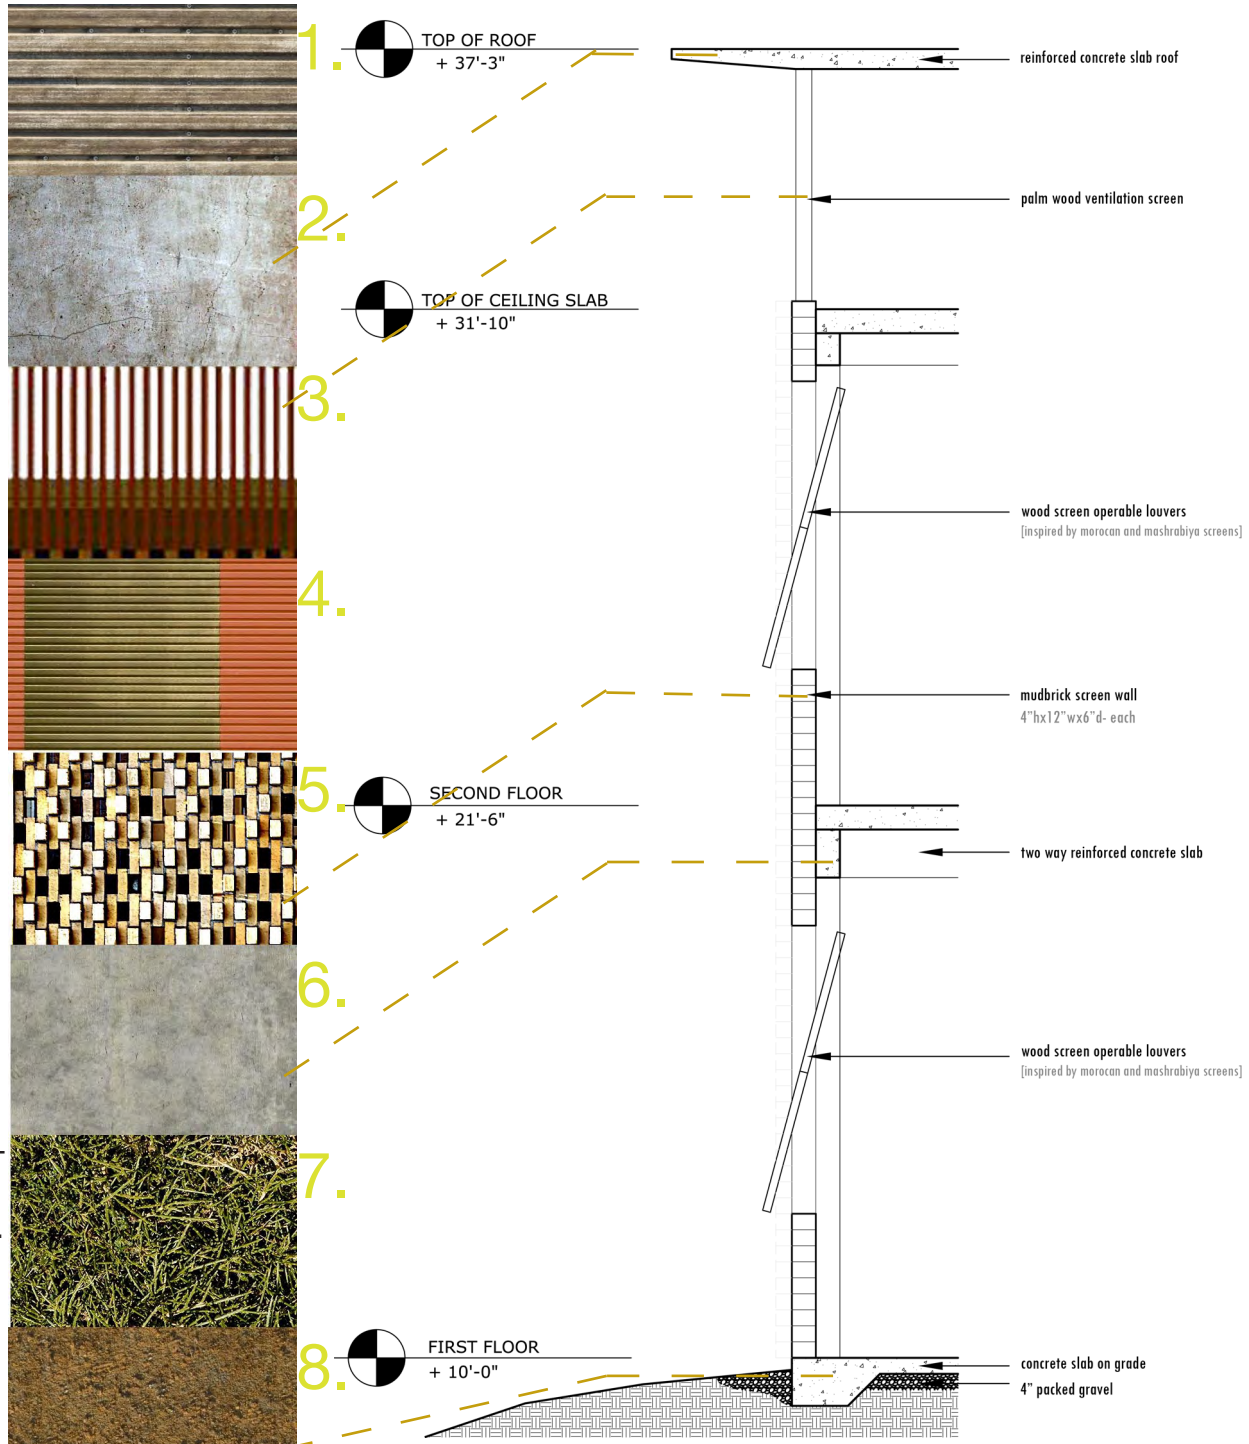 1.
TOP OF ROOF
+ 37'-3"
reinforced concrete slab roof
2.
palm wood ventilation screen
TOP OF CEILING SLAB
+ 31'-10"
3.
wood screen operable louvers
[inspired by morocan and mashrabiya screens]
4.
mudbrick screen wall
4"hx12"wx6"d- each
5.
SECOND FLOOR
+ 21'-6"
two way reinforced concrete slab
6.
wood screen operable louvers
[inspired by morocan and mashrabiya screens]
7.
8.
FIRST FLOOR
+ 10'-0"
concrete slab on grade
4" packed gravel